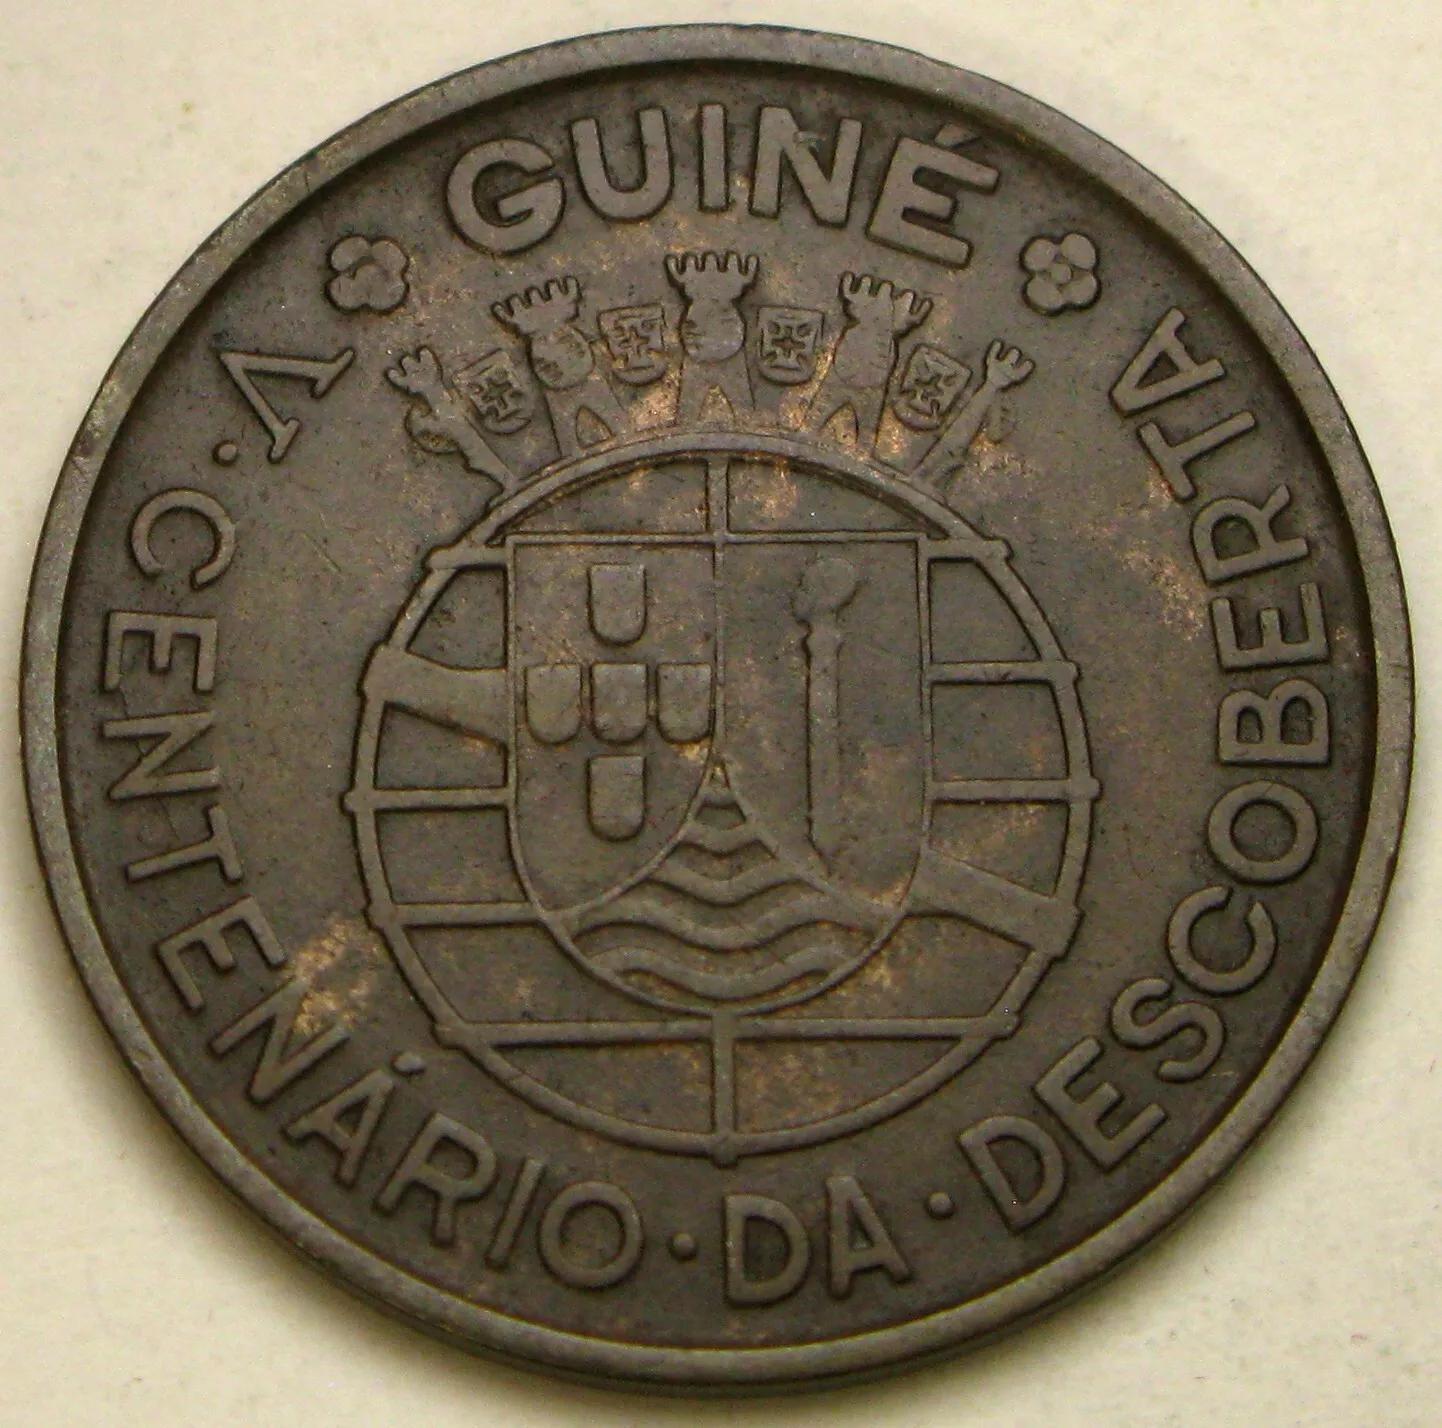 GUINÉ
V. CENTENÁRIO · DA · DESCOBERTA